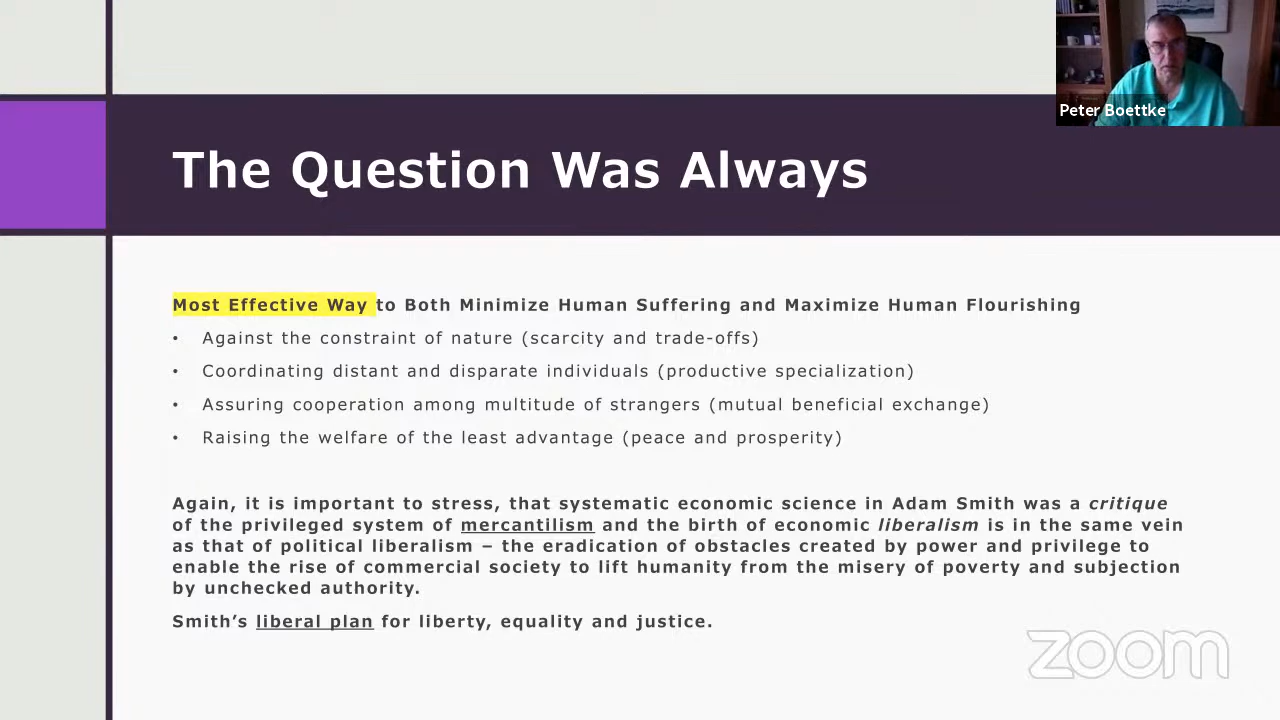 Peter Boettke
The Question Was Always
Most Effective Way to Both Minimize Human Suffering and Maximize Human Flourishing
• Against the constraint of nature (scarcity and trade-offs)
• Coordinating distant and disparate individuals (productive specialization)
• Assuring cooperation among multitude of strangers (mutual beneficial exchange)
• Raising the welfare of the least advantage (peace and prosperity)
Again, it is important to stress, that systematic economic science in Adam Smith was a critique
of the privileged system of mercantilism and the birth of economic liberalism is in the same vein
as that of political liberalism – the eradication of obstacles created by power and privilege to
enable the rise of commercial society to lift humanity from the misery of poverty and subjection
by unchecked authority.
Smith’s liberal plan for liberty, equality and justice.
zoom